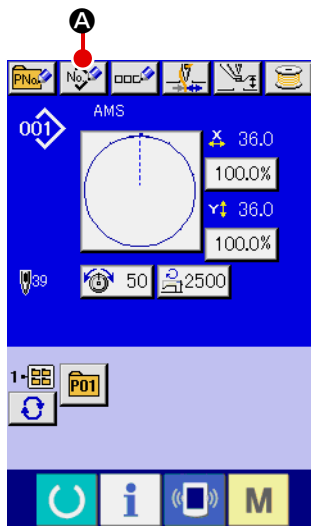 A
PNo. No.
AMS
001 X 36.0
100.0%
Y 36.0
100.0%
39 50 2500
1- P01
i M